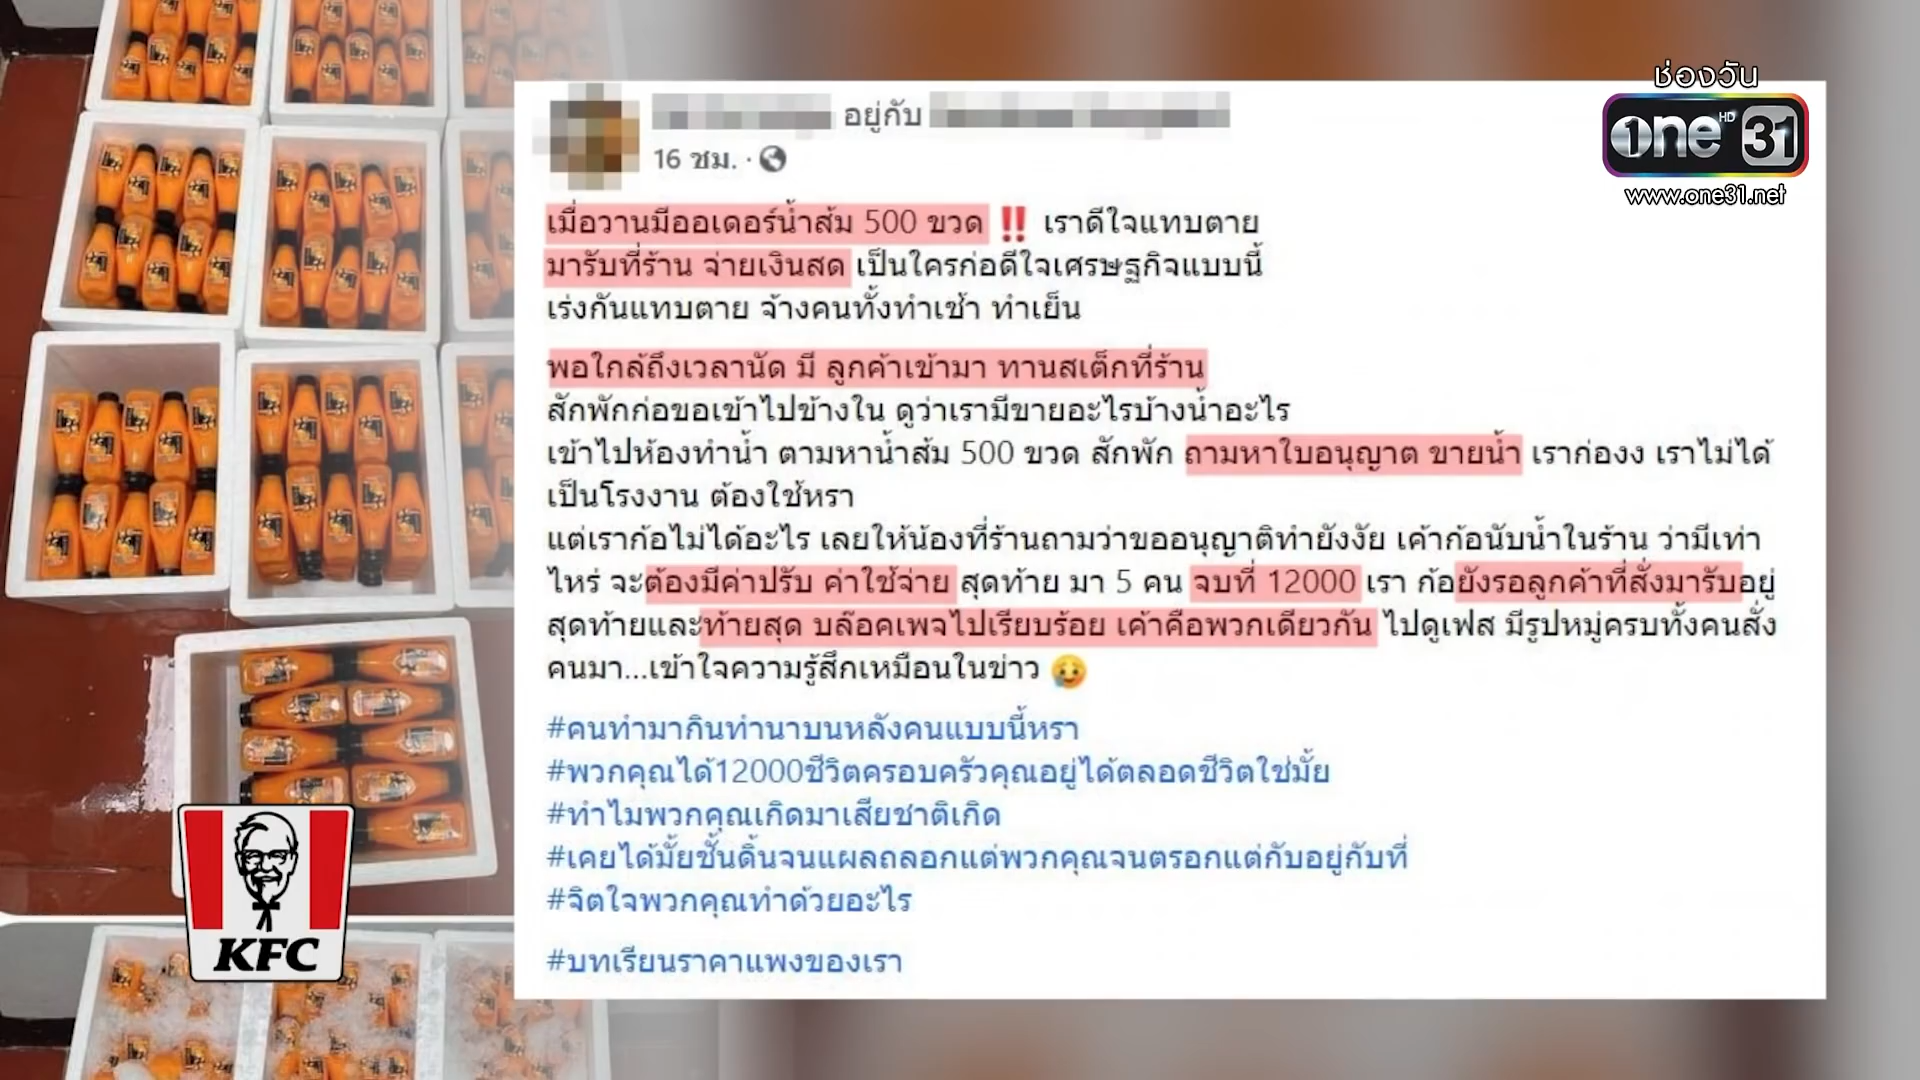 ช่องวัน
one HD 31
www.one31.net
อยู่กับ
16 ชม.
เมื่อวานมีออเดอร์น้ำส้ม 500 ขวด ‼️ เราดีใจแทบตาย
มารับที่ร้าน จ่ายเงินสด เป็นใครก่อดีใจเศรษฐกิจแบบนี้
เร่งกันแทบตาย จ้างคนทั้งทำเช้า ทำเย็น
พอใกล้ถึงเวลานัด มี ลูกค้าเข้ามา ทานสเต็กที่ร้าน
สักพักก่อขอเข้าไปข้างใน ดูว่าเรามีขายอะไรบ้างน้ำอะไร
เข้าไปห้องทำน้ำ ตามหาน้ำส้ม 500 ขวด สักพัก ถามหาใบอนุญาต ขายน้ำ เราก่องง เราไม่ได้
เป็นโรงงาน ต้องใช้หรา
แต่เราก้อไม่ได้อะไร เลยให้น้องที่ร้านถามว่าขออนุญาติทำยังงัย เค้าก้อนับน้ำในร้าน ว่ามีเท่า
ไหร่ จะต้องมีค่าปรับ ค่าใช้จ่าย สุดท้าย มา 5 คน จบที่ 12000 เรา ก้อยังรอลูกค้าที่สั่งมารับอยู่
สุดท้ายและท้ายสุด บล๊อคเพจไปเรียบร้อย เค้าคือพวกเดียวกัน ไปดูเฟส มีรูปหมู่ครบทั้งคนสั่ง
คนมา...เข้าใจความรู้สึกเหมือนในข่าว 🥲
#คนทำมากินทำนาบนหลังคนแบบนี้หรา
#พวกคุณได้12000ชีวิตครอบครัวคุณอยู่ได้ตลอดชีวิตใช่มั้ย
#ทำไมพวกคุณเกิดมาเสียชาติเกิด
#เคยได้มั้ยชั้นดิ้นจนแผลถลอกแต่พวกคุณจนตรอกแต่กับอยู่กับที่
#จิตใจพวกคุณทำด้วยอะไร
#บทเรียนราคาแพงของเรา
KFC